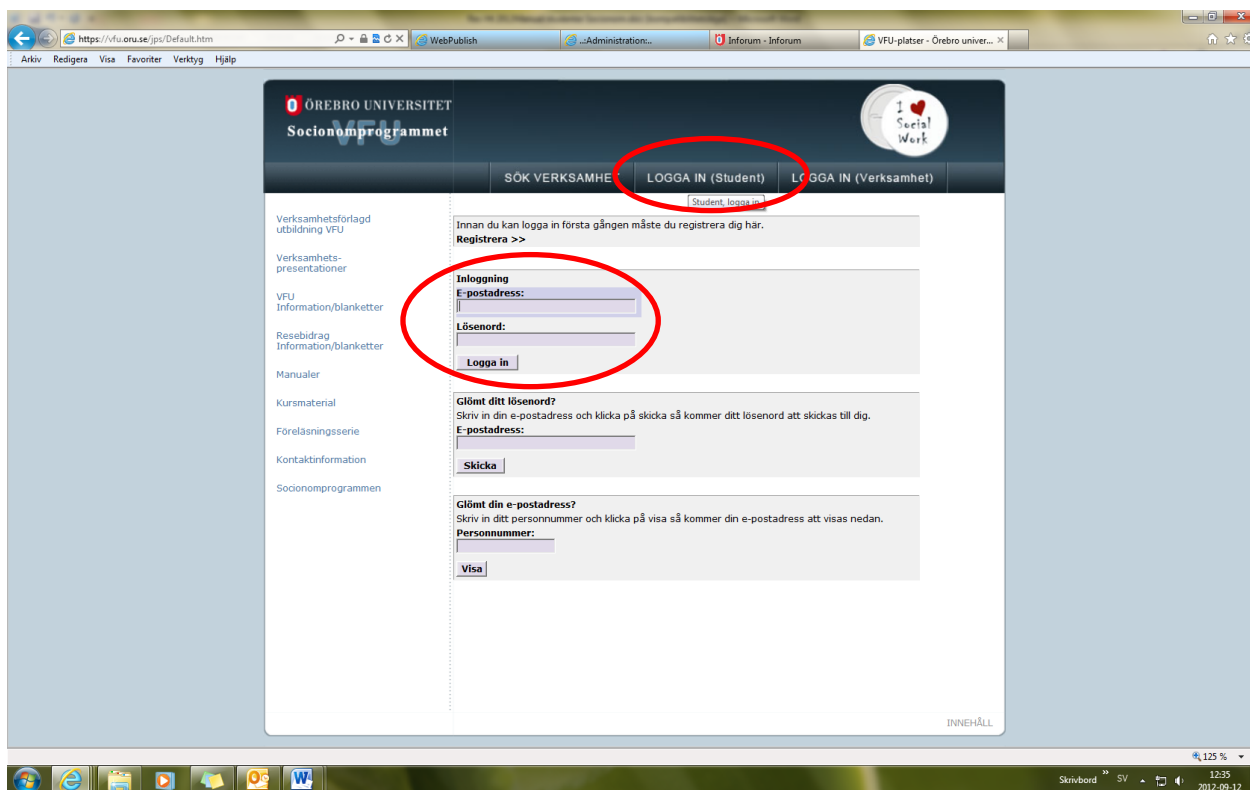 https://vfu.oru.se/jps/Default.htm
WebPublish
..:Administration:..
Inforum - Inforum
VFU-platser - Örebro univer...
Arkiv Redigera Visa Favoriter Verktyg Hjälp
ÖREBRO UNIVERSITET
VFU
Socionomprogrammet
I
Social
Work
SÖK VERKSAMHET LOGGA IN (Student) LOGGA IN (Verksamhet)
Student, logga in
Verksamhetsförlagd
utbildning VFU
Verksamhets-
presentationer
VFU
Information/blanketter
Resebidrag
Information/blanketter
Manualer
Kursmaterial
Föreläsningsserie
Kontaktinformation
Socionomprogrammen
Innan du kan logga in första gången måste du registrera dig här.
Registrera >>
Inloggning
E-postadress:
Lösenord:
Logga in
Glömt ditt lösenord?
Skriv in din e-postadress och klicka på skicka så kommer ditt lösenord att skickas till dig.
E-postadress:
Skicka
Glömt din e-postadress?
Skriv in ditt personnummer och klicka på visa så kommer din e-postadress att visas nedan.
Personnummer:
Visa
INNEHÅLL
125 %
Skrivbord » SV
12:35
2012-09-12